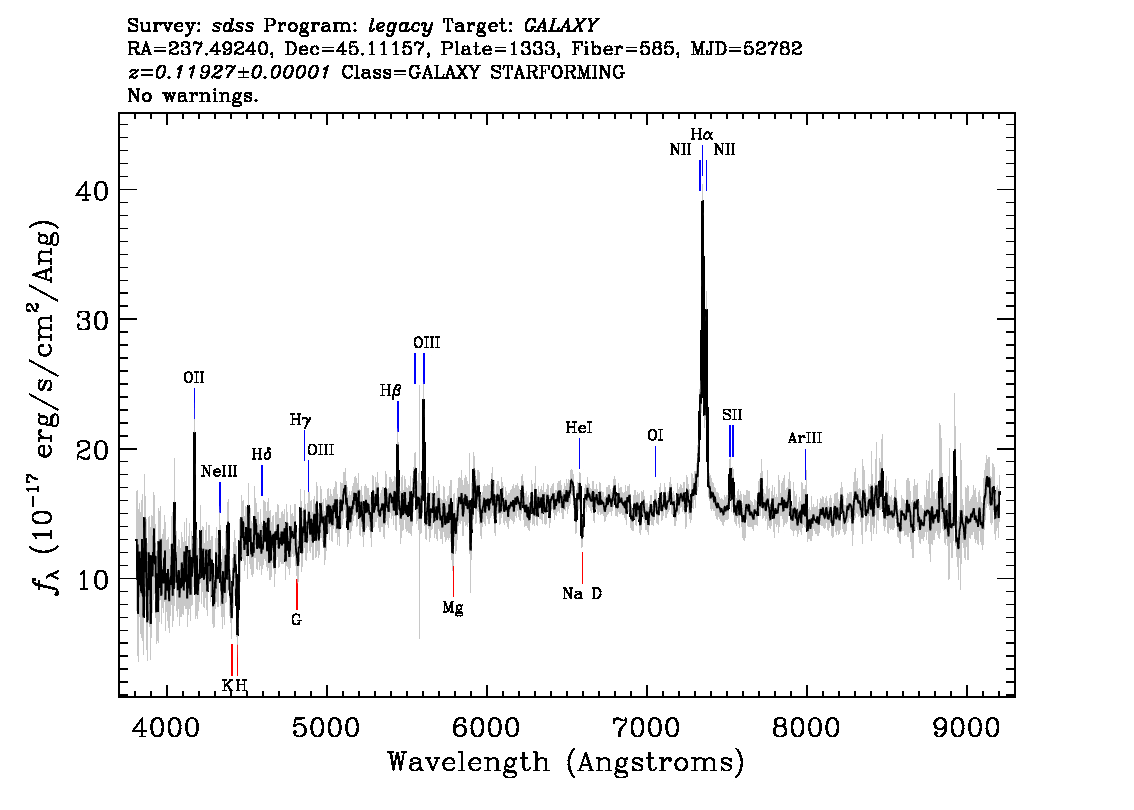 Survey: sdss Program: legacy Target: GALAXY
RA=237.49240, Dec=45.11157, Plate=1333, Fiber=585, MJD=52782
z=0.11927±0.00001 Class=GALAXY STARFORMING
No warnings.
Hα
NII NII
40
30
OIII
OII
Hβ
Hγ
HeI
SII
OI
ArIII
20
OIII
Hδ
NeIII
10
Na D
Mg
G
K H
4000 5000 6000 7000 8000 9000
Wavelength (Angstroms)
f_λ (10⁻¹⁷ erg/s/cm²/Ang)